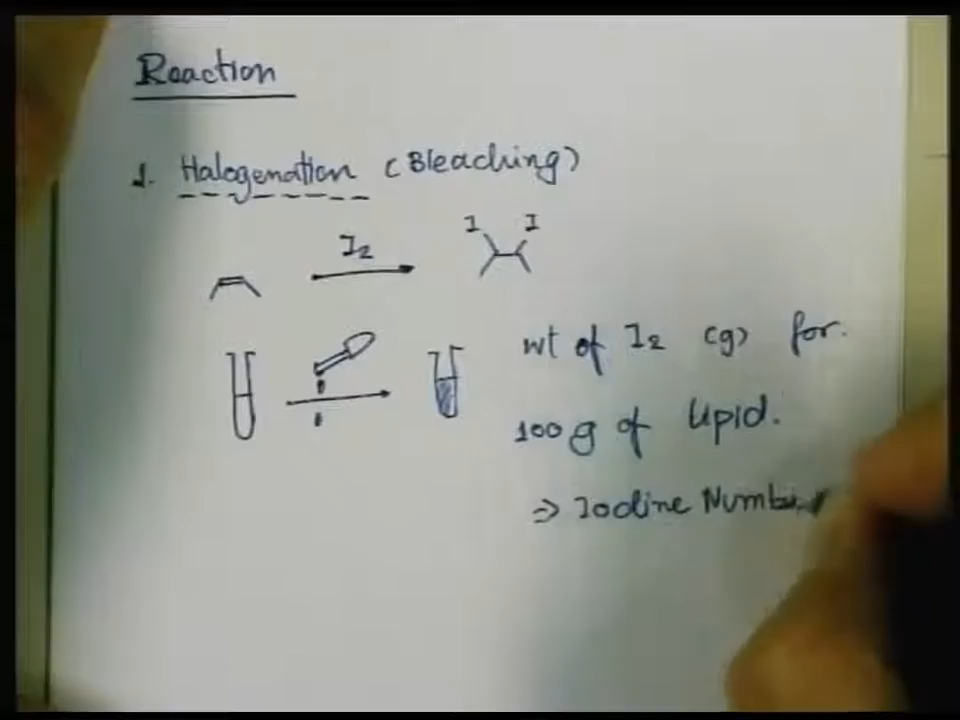 Reaction
1. Halogenation (Bleaching)
I I
I2
wt of I2 (g) for.
100 g of Lipid.
⇒ Iodine Number